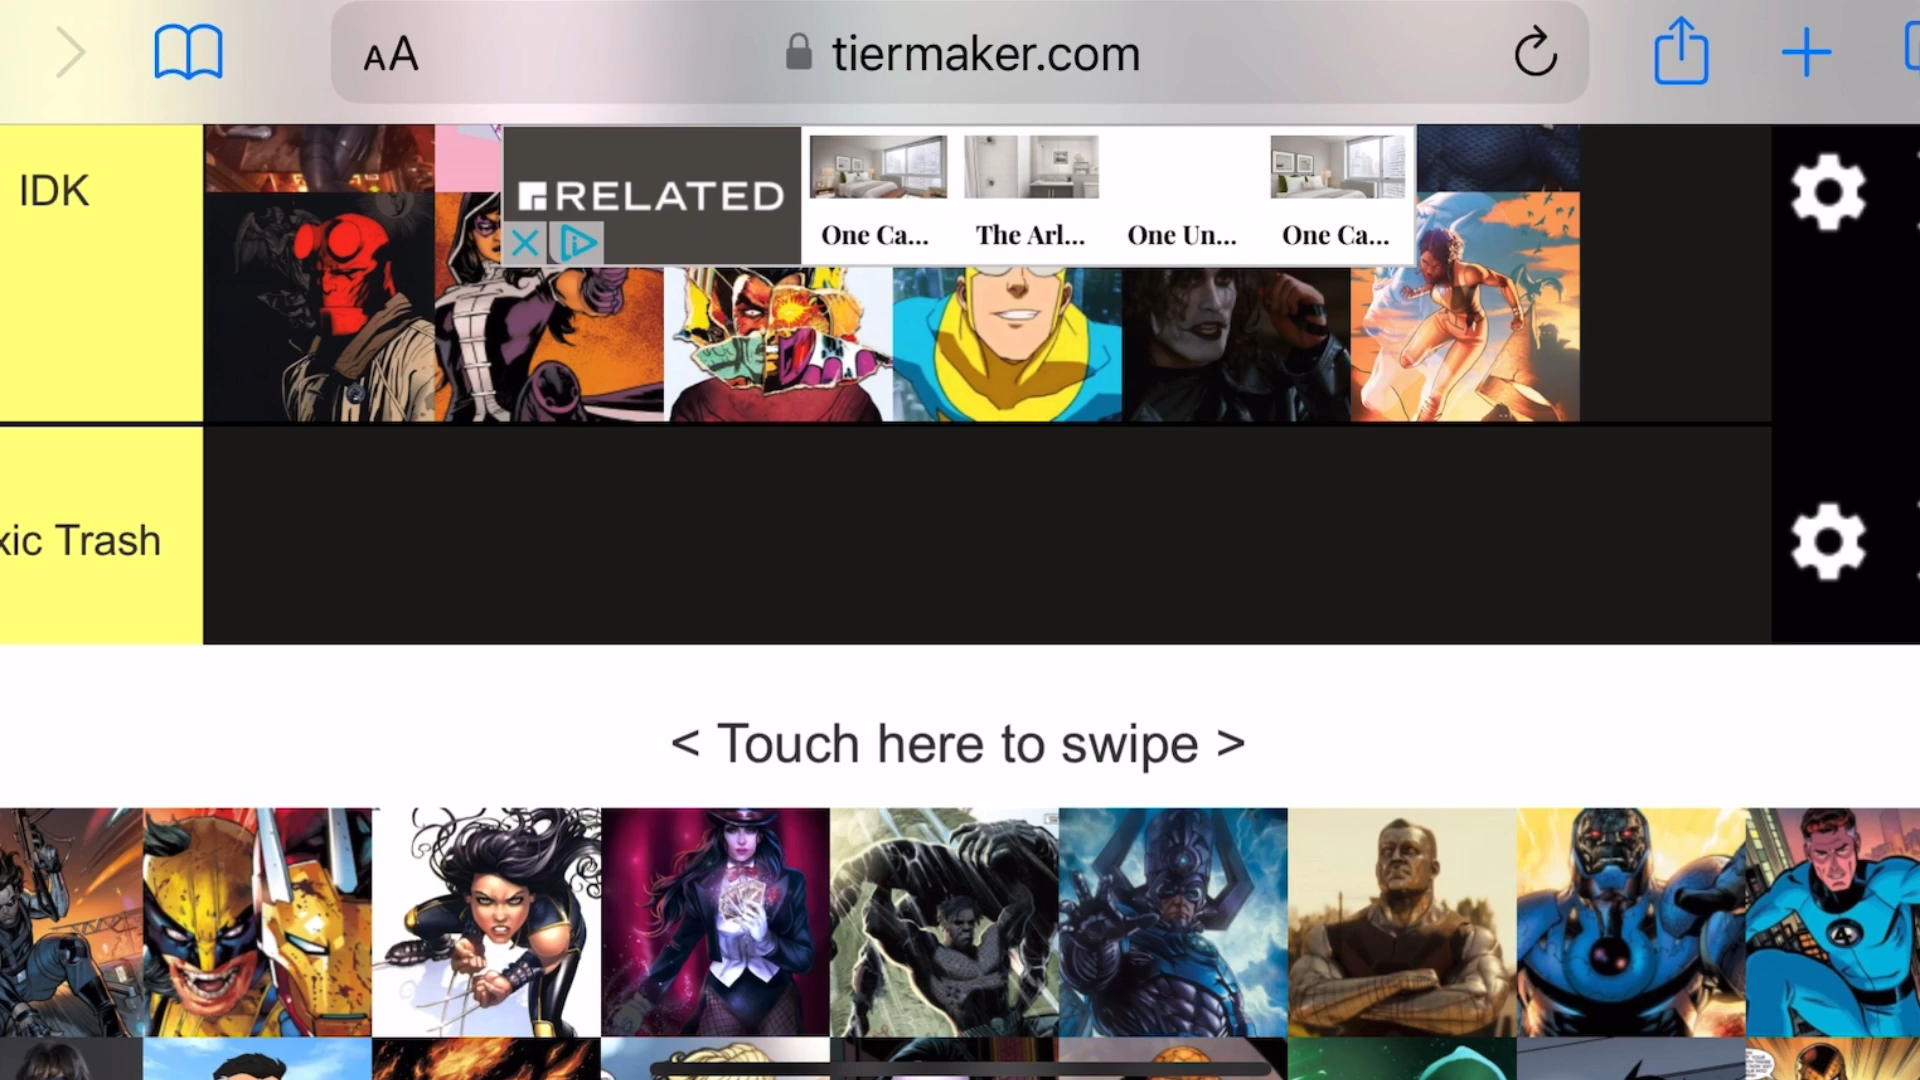 AA
tiermaker.com
IDK
RELATED
One Ca...
The Arl...
One Un...
One Ca...
xic Trash
< Touch here to swipe >
4